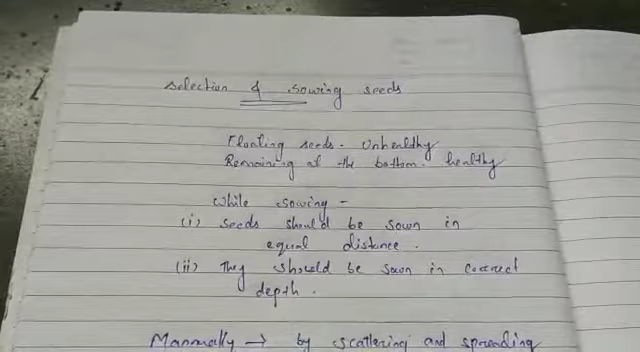 selection & sowing seeds
Floating seeds - Unhealthy
Remaining at the bottom - healthy
While sowing -
(i) seeds should be sown in
equal distance.
(ii) They should be sown in correct
depth.
Manually → by scattering and spreading